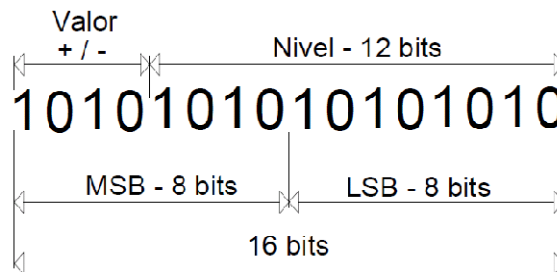 Valor
+ / -
Nivel - 12 bits
1010101010101010
MSB - 8 bits
LSB - 8 bits
16 bits